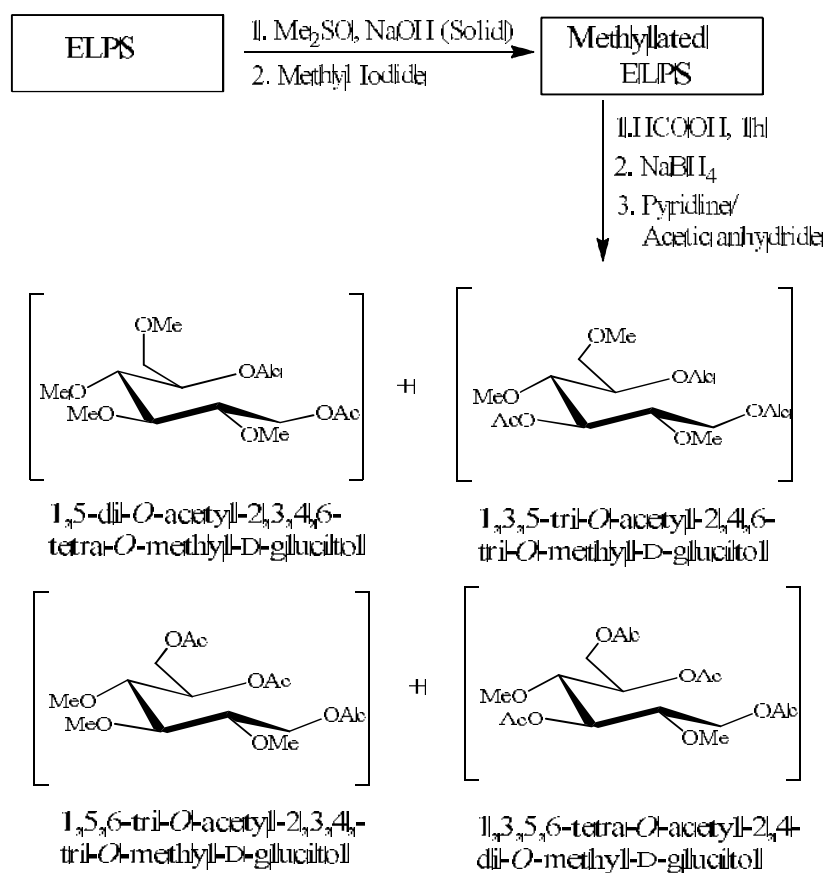 ELPS
1. Me₂SO, NaOH (Solid)
2. Methyl Iodide
Methylated
ELPS
1.HCOOH, 1h
2. NaBH₄
3. Pyridine/
Acetic anhydride
OMe
OAc
MeO
MeO
OMe
OAc
+
OMe
OAc
MeO
AcO
OMe
OAc
1,5-di-O-acetyl-2,3,4,6-
tetra-O-methyl-D-glucitol
1,3,5-tri-O-acetyl-2,4,6-
tri-O-methyl-D-glucitol
OAc
OAc
MeO
MeO
OMe
OAc
+
OAc
OAc
MeO
AcO
OMe
OAc
1,5,6-tri-O-acetyl-2,3,4,-
tri-O-methyl-D-glucitol
1,3,5,6-tetra-O-acetyl-2,4-
di-O-methyl-D-glucitol